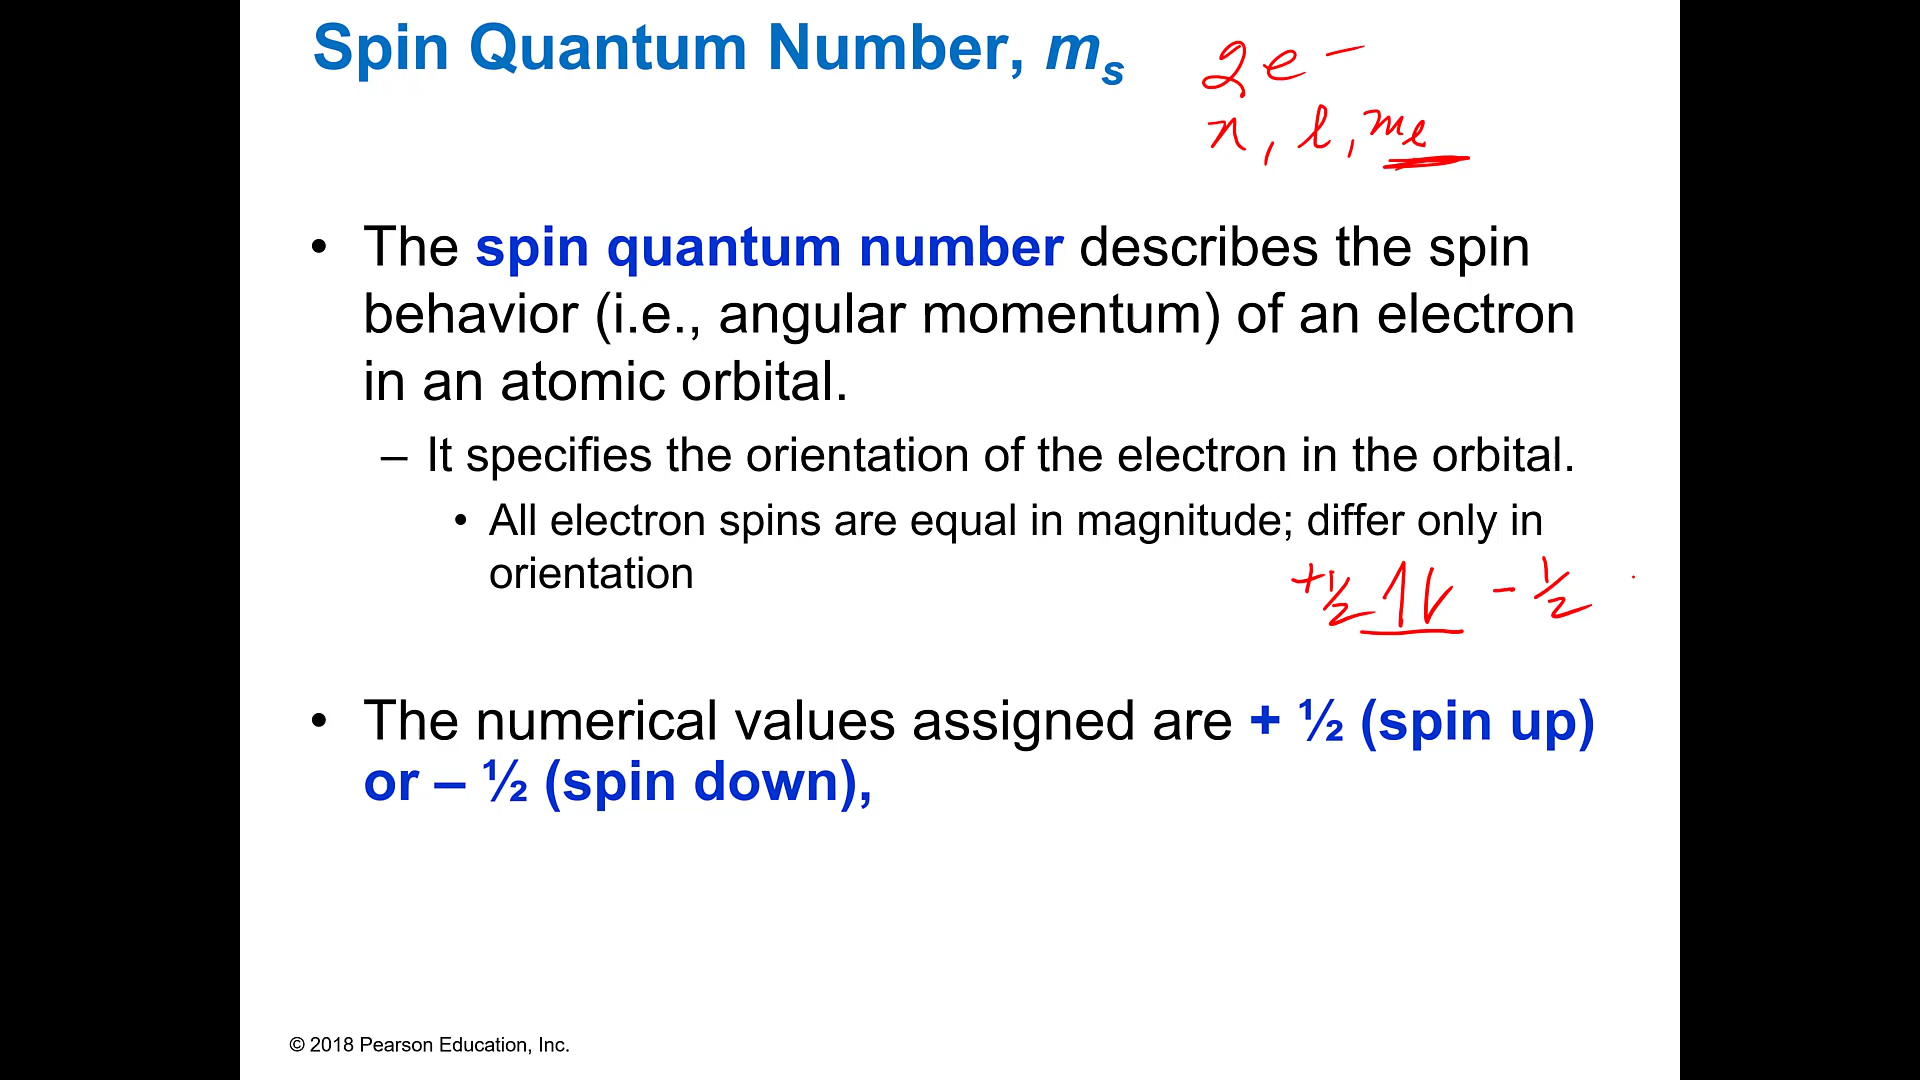 Spin Quantum Number, ms
2e-
n, l, ml
• The spin quantum number describes the spin
behavior (i.e., angular momentum) of an electron
in an atomic orbital.
– It specifies the orientation of the electron in the orbital.
• All electron spins are equal in magnitude; differ only in
orientation
+½ ↿⇂ - ½
• The numerical values assigned are + ½ (spin up)
or – ½ (spin down),
© 2018 Pearson Education, Inc.